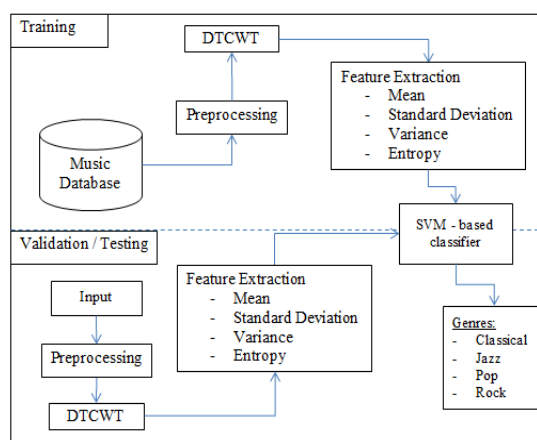 Training
DTCWT
Preprocessing
Music
Database
Feature Extraction
- Mean
- Standard Deviation
- Variance
- Entropy
SVM - based
classifier
Validation / Testing
Input
Preprocessing
DTCWT
Feature Extraction
- Mean
- Standard Deviation
- Variance
- Entropy
Genres:
- Classical
- Jazz
- Pop
- Rock